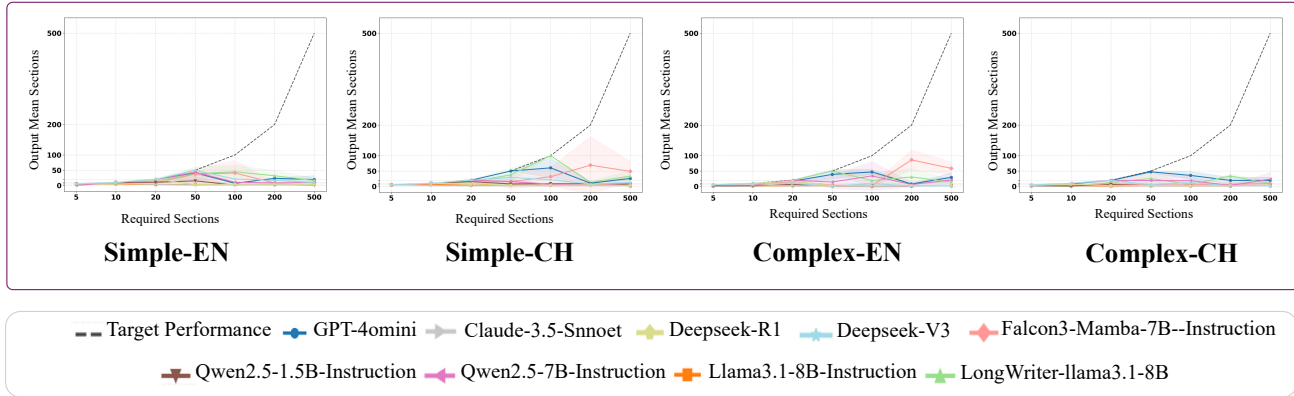 500
200
100
50
0
Output Mean Sections
5 10 20 50 100 200 500
Required Sections
Simple-EN
500
200
100
50
0
Output Mean Sections
5 10 20 50 100 200 500
Required Sections
Simple-CH
500
200
100
50
0
Output Mean Sections
5 10 20 50 100 200 500
Required Sections
Complex-EN
500
200
100
50
0
Output Mean Sections
5 10 20 50 100 200 500
Required Sections
Complex-CH
Target Performance GPT-4omini Claude-3.5-Snnoet Deepseek-R1 Deepseek-V3 Falcon3-Mamba-7B--Instruction
Qwen2.5-1.5B-Instruction Qwen2.5-7B-Instruction Llama3.1-8B-Instruction LongWriter-llama3.1-8B